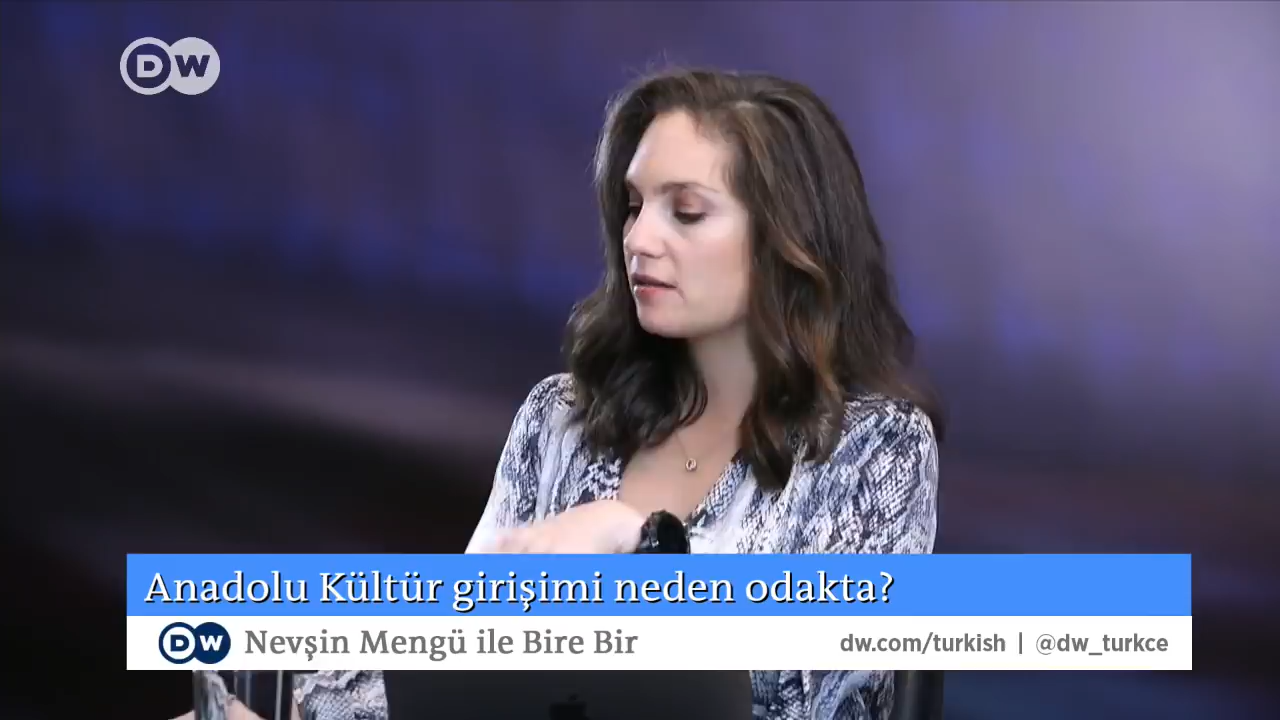 DW
Anadolu Kültür girişimi neden odakta?
DW Nevşin Mengü ile Bire Bir
dw.com/turkish | @dw_turkce